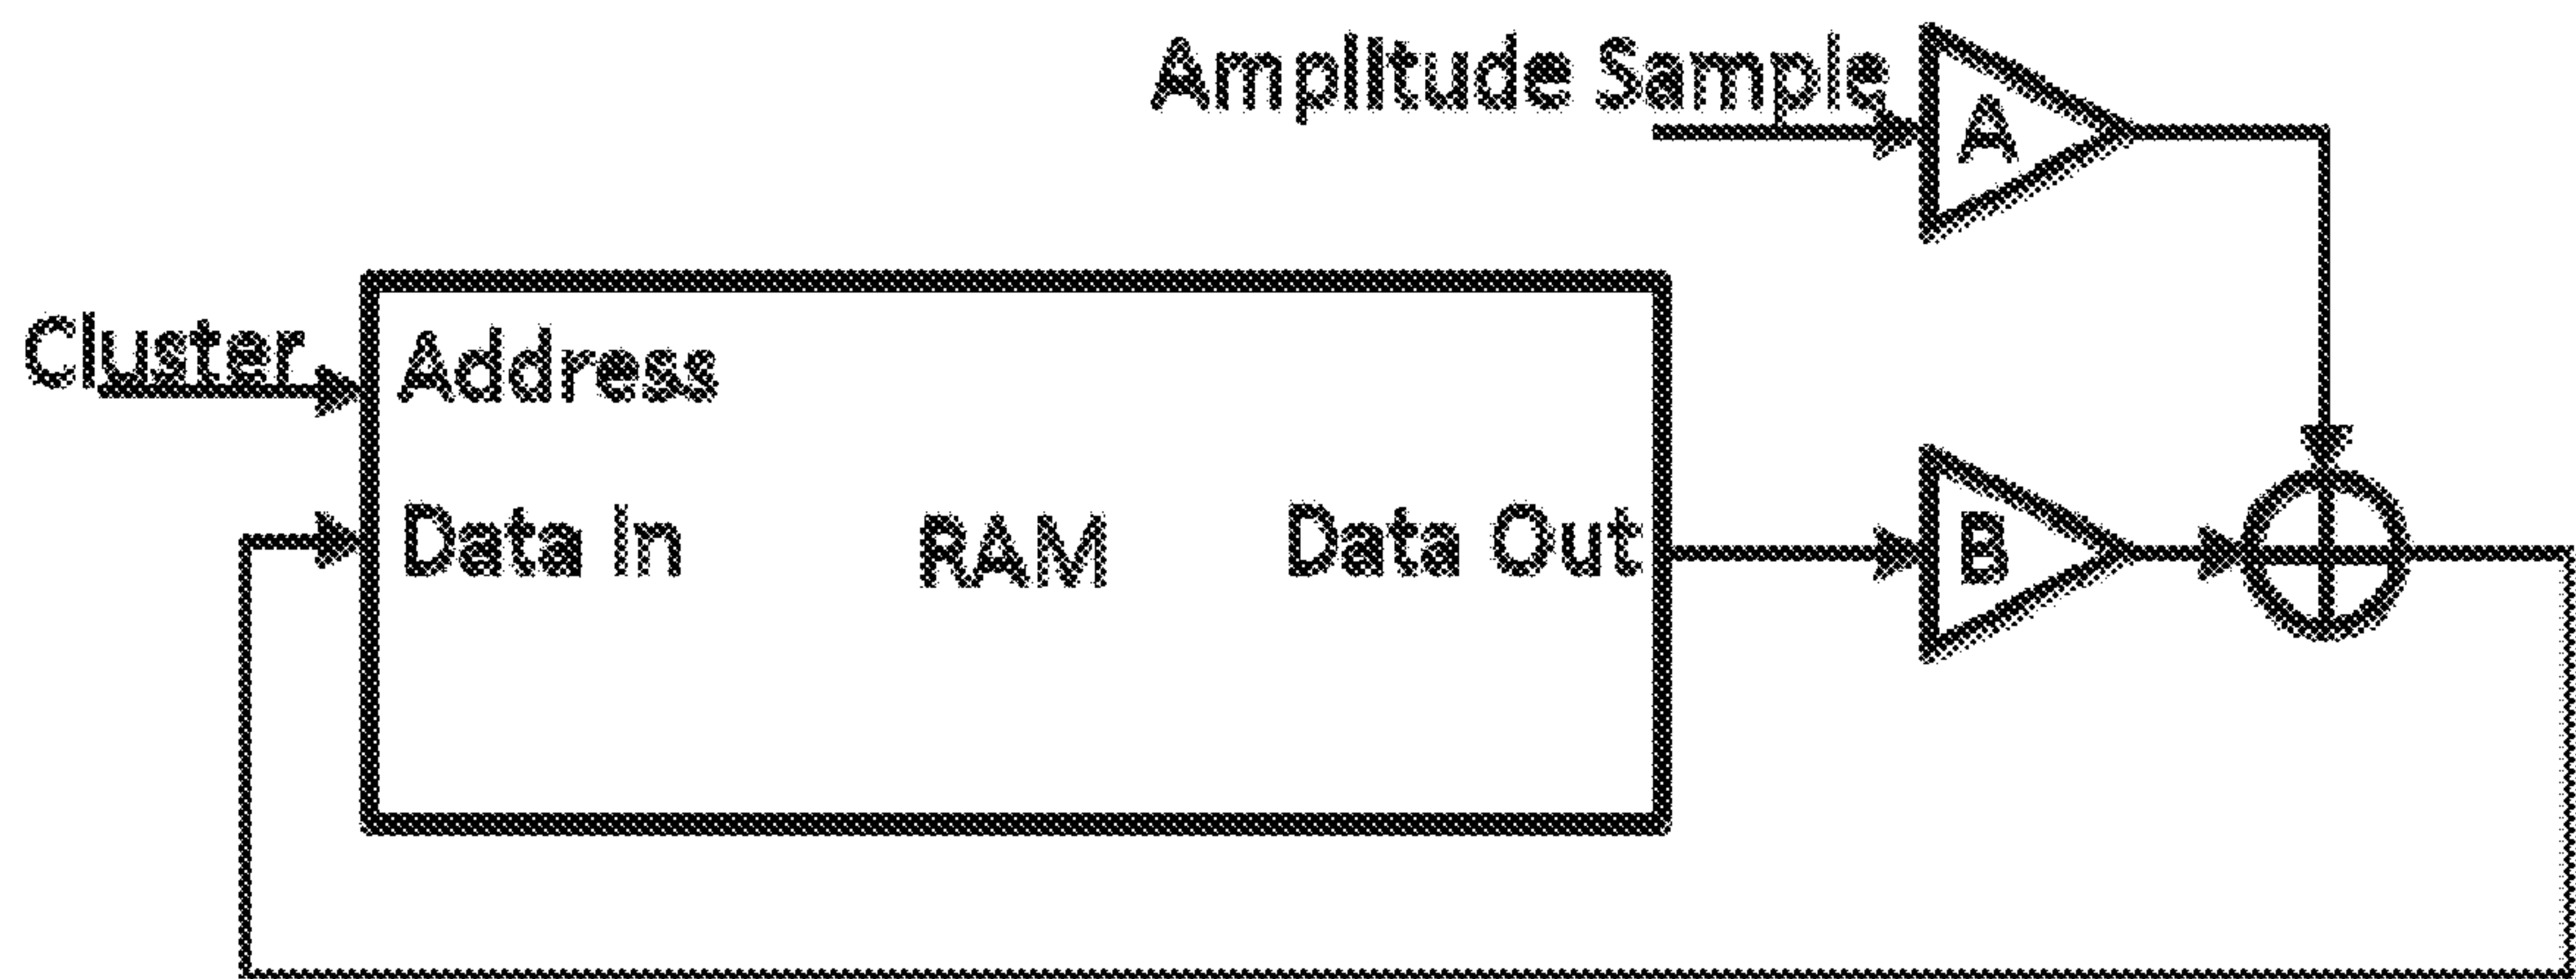 Amplitude Sample
A
Cluster
Address
Data In
RAM
Data Out
B